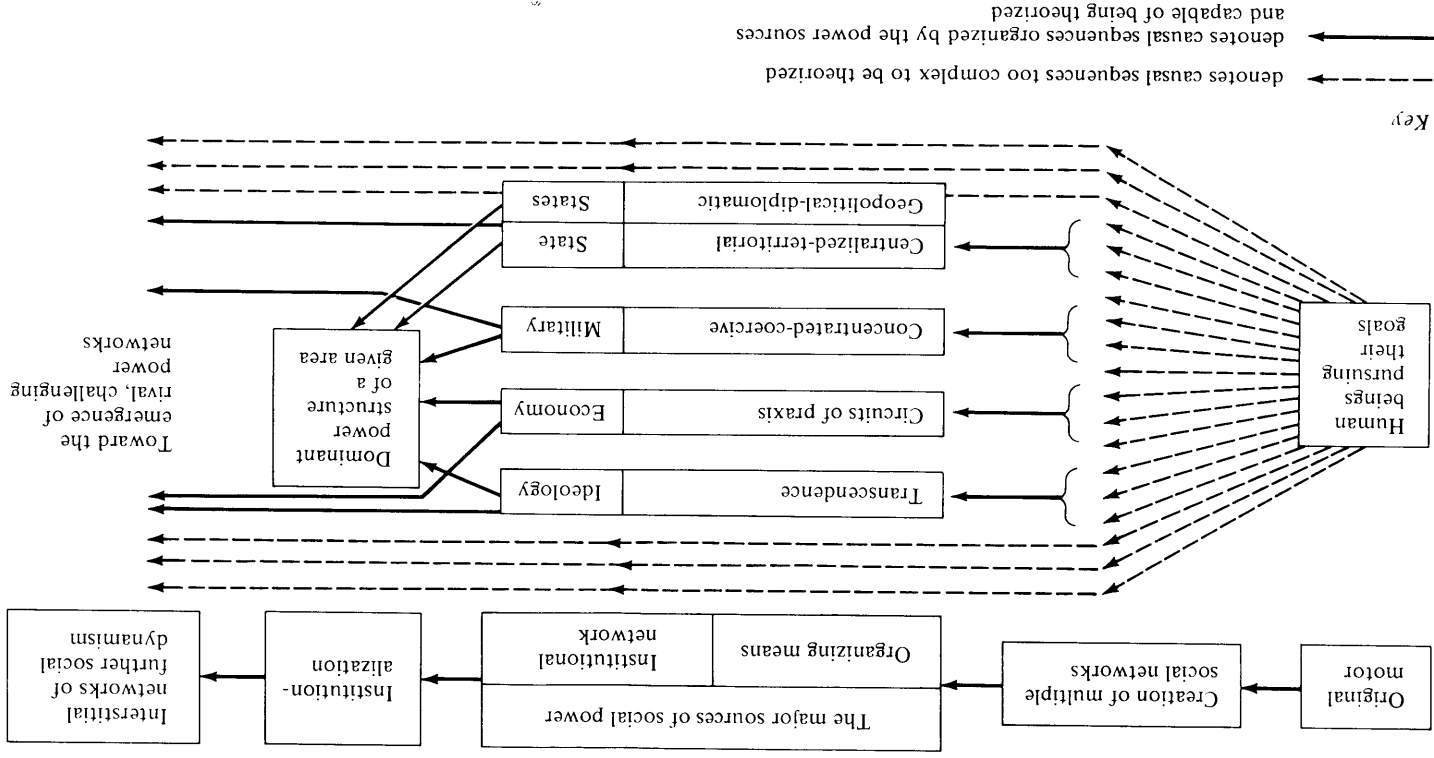 Original
motor
Creation of multiple
social networks
The major sources of social power
Organizing means
Institutional
network
Institution-
alization
Interstitial
networks of
further social
dynamism
Human
beings
pursuing
their
goals
Transcendence
Ideology
Circuits of praxis
Economy
Concentrated-coercive
Military
Centralized-territorial
State
Geopolitical-diplomatic
States
Dominant
power
structure
of a
given area
Toward the
emergence of
rival, challenging
power
networks
Key
denotes causal sequences too complex to be theorized
denotes causal sequences organized by the power sources
and capable of being theorized